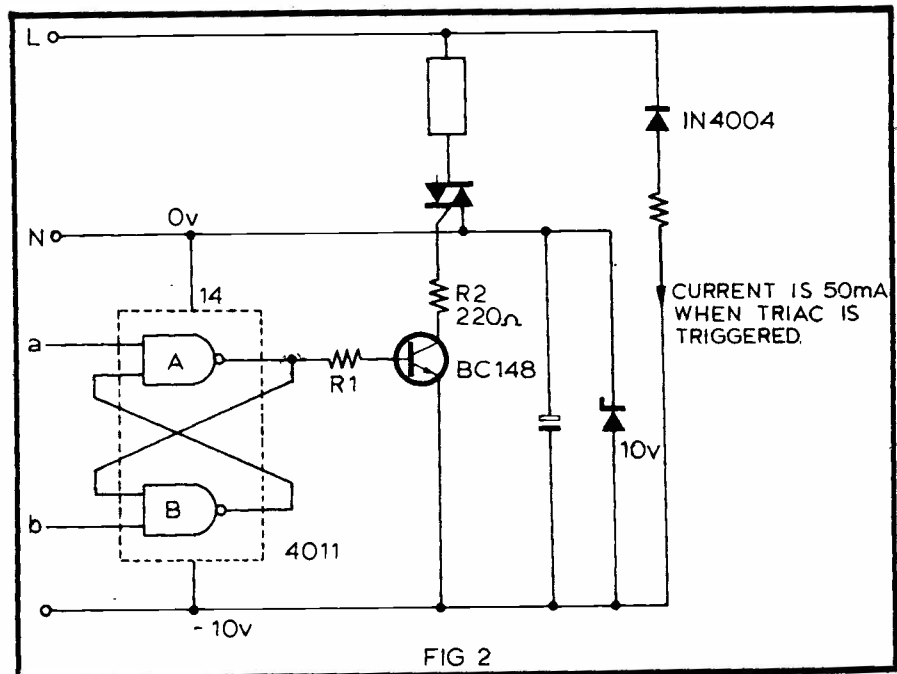 L
IN4004
N
0v
14
R2
220Ω
CURRENT IS 50mA
WHEN TRIAC IS
TRIGGERED.
a
A
R1
BC148
10v
B
b
4011
- 10v
FIG 2